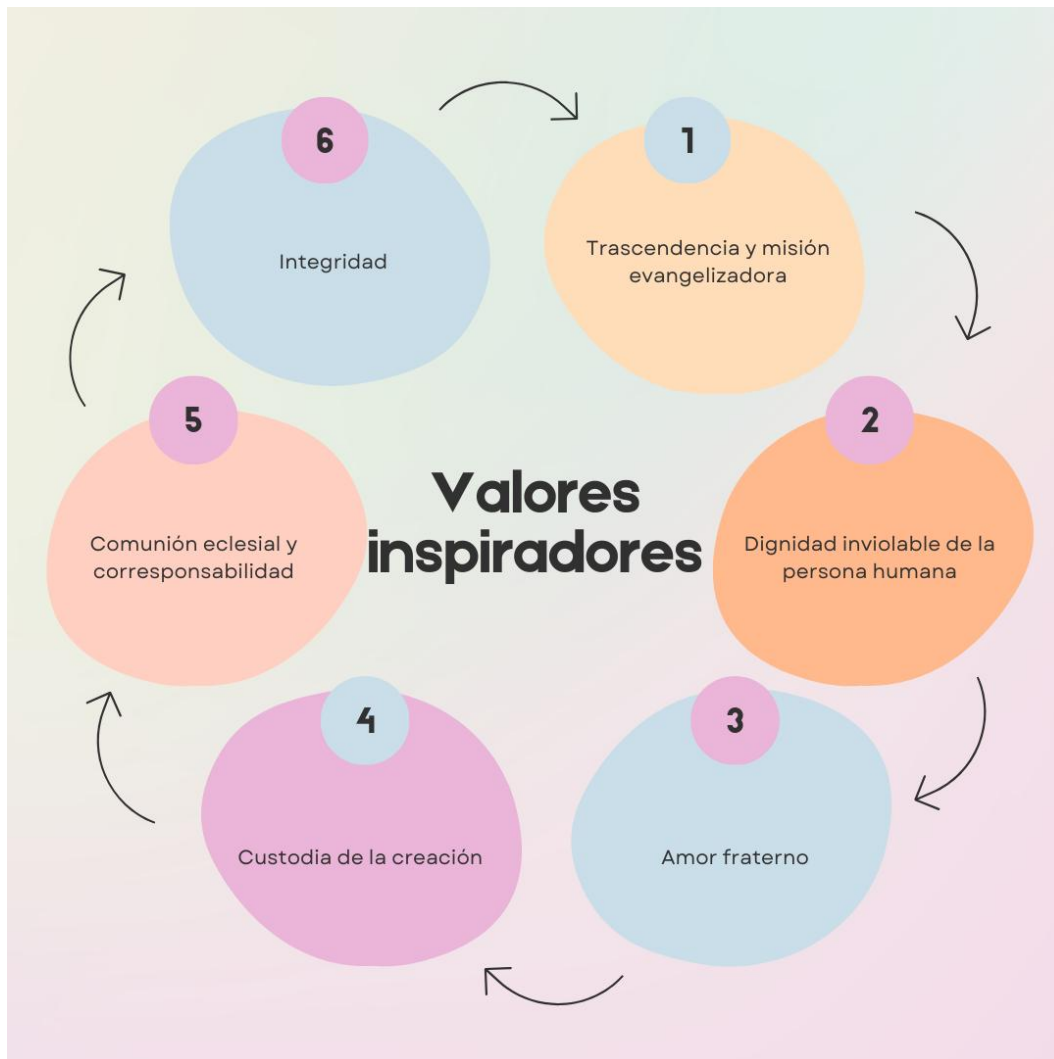 Valores
inspiradores
1
Trascendencia y misión
evangelizadora
2
Dignidad inviolable de la
persona humana
3
Amor fraterno
4
Custodia de la creación
5
Comunión eclesial y
corresponsabilidad
6
Integridad